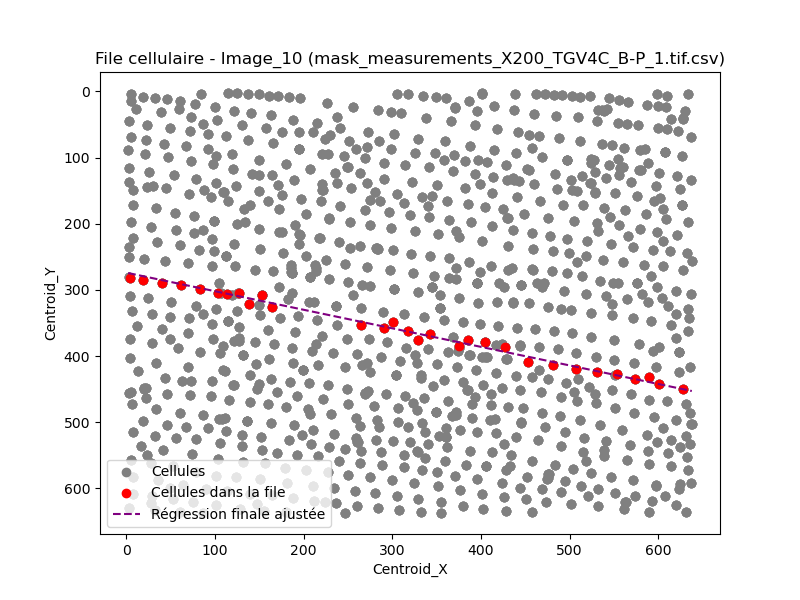 File cellulaire - Image_10 (mask_measurements_X200_TGV4C_B-P_1.tif.csv)
0
100
200
300
400
500
600
Centroid_Y
Cellules
Cellules dans la file
Régression finale ajustée
0 100 200 300 400 500 600
Centroid_X